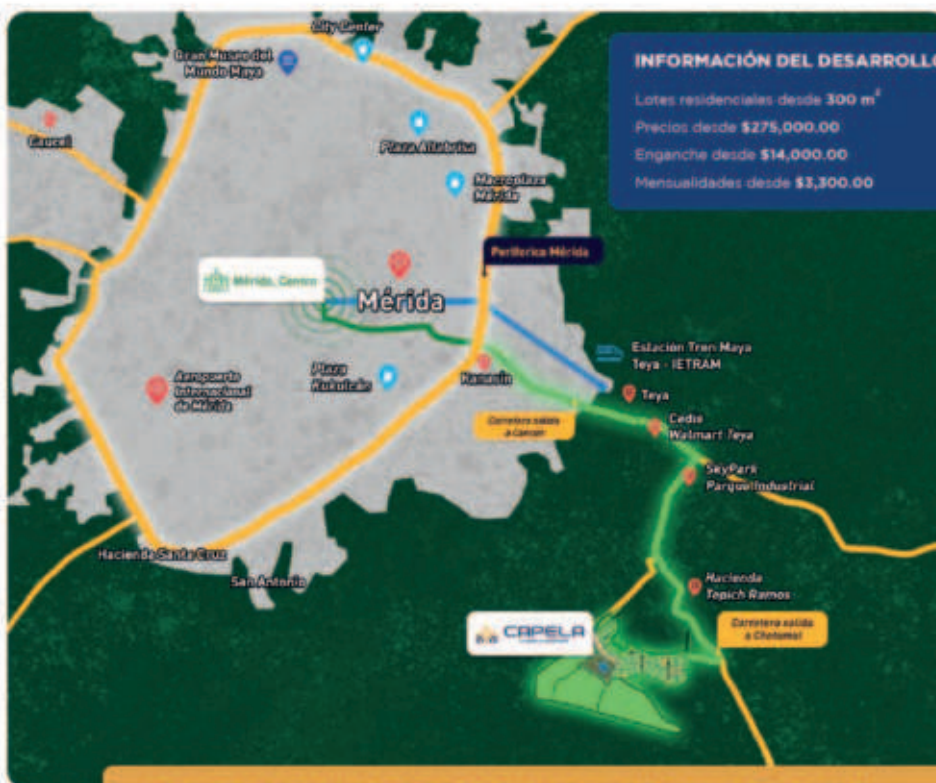 City Center
Gran Museo del
Mundo Maya
INFORMACIÓN DEL DESARROLLO
Lotes residenciales desde 300 m²
Precios desde $275,000.00
Enganche desde $14,000.00
Mensualidades desde $3,300.00
Caucel
Plaza Altabrisa
Macroplaza
Mérida
Periferico Mérida
Mérida, Centro
Mérida
Estación Tren Maya
Teya - IETRAM
Aeropuerto
Internacional
de Mérida
Plaza
Kukulcán
Kanasín
Teya
Carretera salida
a Cancún
Cedis
Walmart Teya
SkyPark
Parque Industrial
Hacienda Santa Cruz
San Antonio
Hacienda
Tepich Ramos
CAPELA
Carretera salida
a Chetumal